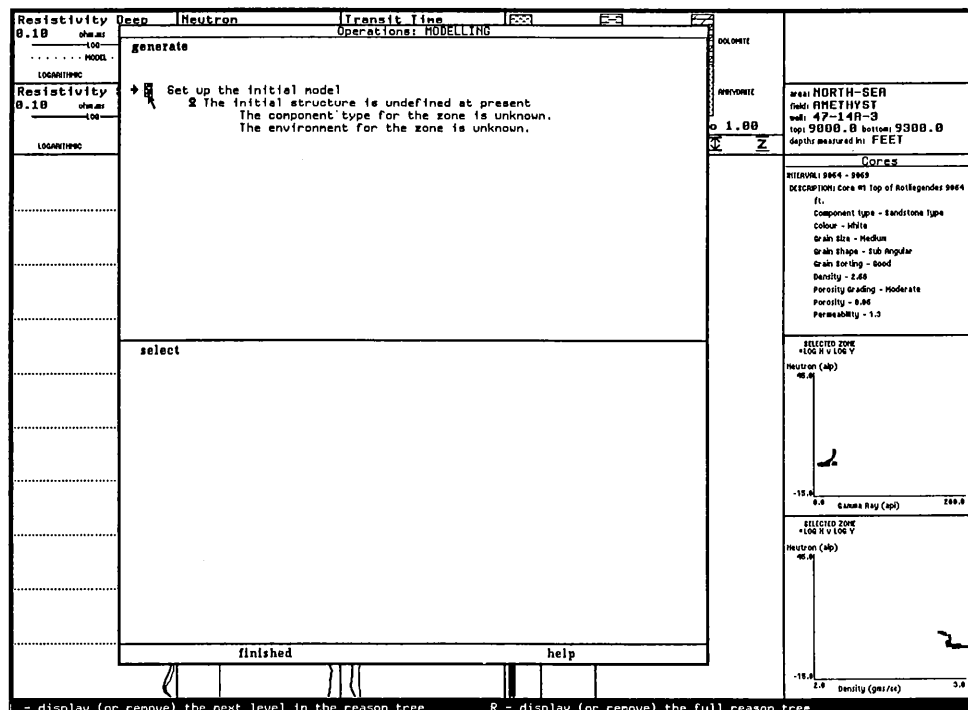 Resistivity Deep
Neutron
Transit Time
0.10 ohm.ms
LOG
MODEL
LOGARITHMIC
Resistivity
0.10 ohm.ms
LOG
LOGARITHMIC
Operations: MODELLING
generate
Set up the initial model
The initial structure is undefined at present
The component type for the zone is unknown.
The environment for the zone is unknown.
select
finished
help
DOLOMITE
ANHYDRITE
1.00
Z
area: NORTH-SEA
field: AMETHYST
well: 47-14A-3
top: 9000.0 bottom: 9300.0
depths measured in: FEET
Cores
INTERVAL: 9064 - 9069
DESCRIPTION: Core #1 Top of Rotliegendes 9064
ft.
Component type - Sandstone Type
Colour - White
Grain Size - Medium
Grain Shape - Sub Angular
Grain Sorting - Good
Density - 2.68
Porosity Grading - Moderate
Porosity - 0.06
Permeability - 1.3
SELECTED ZONE
*LOG X v LOG Y
Neutron (alp)
45.0
-15.0
0.0
Gamma Ray (api)
200.0
SELECTED ZONE
*LOG X v LOG Y
Neutron (alp)
45.0
-15.0
2.0
Density (gms/cc)
3.0
L - display (or remove) the next level in the reason tree
R - display (or remove) the full reason tree